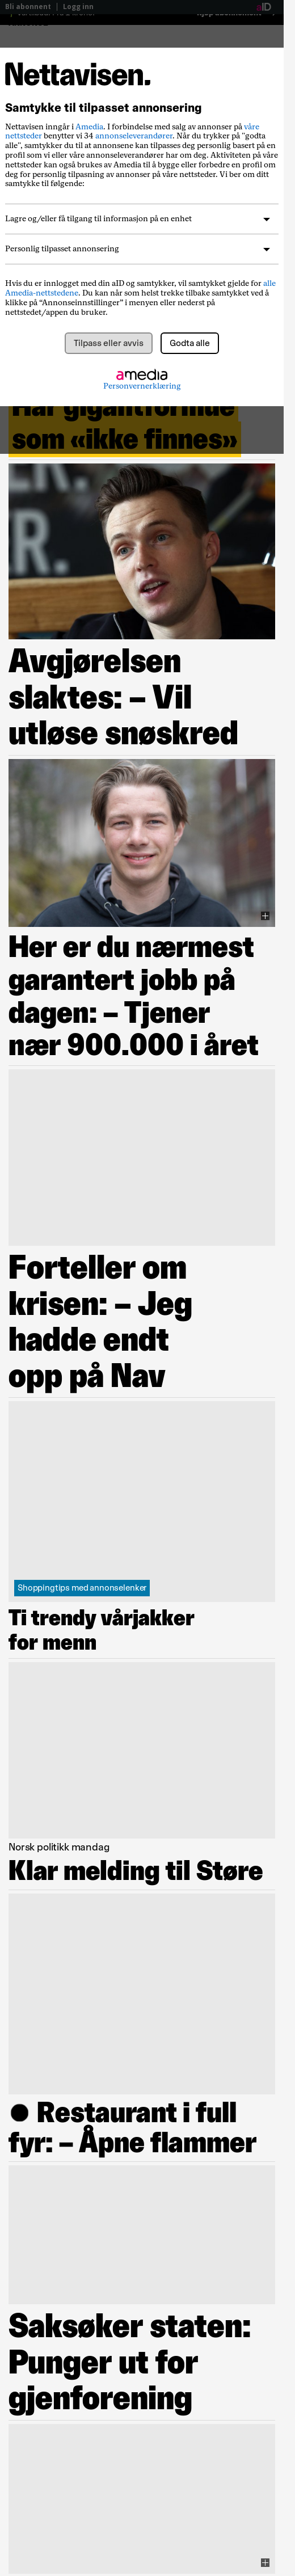 Bli abonnent | Logg inn
aID
Nettavisen.
Samtykke til tilpasset annonsering
Nettavisen inngår i Amedia. I forbindelse med salg av annonser på våre
nettsteder benytter vi 34 annonseleverandører. Når du trykker på "godta
alle", samtykker du til at annonsene kan tilpasses deg personlig basert på en
profil som vi eller våre annonseleverandører har om deg. Aktiviteten på våre
nettsteder kan også brukes av Amedia til å bygge eller forbedre en profil om
deg for personlig tilpasning av annonser på våre nettsteder. Vi ber om ditt
samtykke til følgende:
Lagre og/eller få tilgang til informasjon på en enhet
Personlig tilpasset annonsering
Hvis du er innlogget med din aID og samtykker, vil samtykket gjelde for alle
Amedia-nettstedene. Du kan når som helst trekke tilbake samtykket ved å
klikke på “Annonseinnstillinger” i menyen eller nederst på
nettstedet/appen du bruker.
Tilpass eller avvis
Godta alle
amedia
Personvernerklæring
Har gigantformue
som «ikke finnes»
Avgjørelsen
slaktes: – Vil
utløse snøskred
Her er du nærmest
garantert jobb på
dagen: – Tjener
nær 900.000 i året
Forteller om
krisen: – Jeg
hadde endt
opp på Nav
Shoppingtips med annonselenker
Ti trendy vårjakker
for menn
Norsk politikk mandag
Klar melding til Støre
● Restaurant i full
fyr: – Åpne flammer
Saksøker staten:
Punger ut for
gjenforening